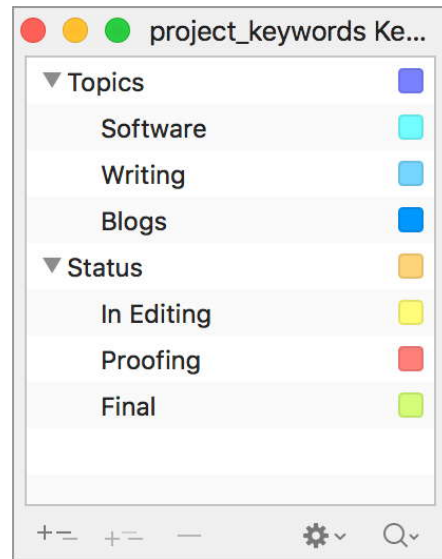 project_keywords Ke...
Topics
Software
Writing
Blogs
Status
In Editing
Proofing
Final